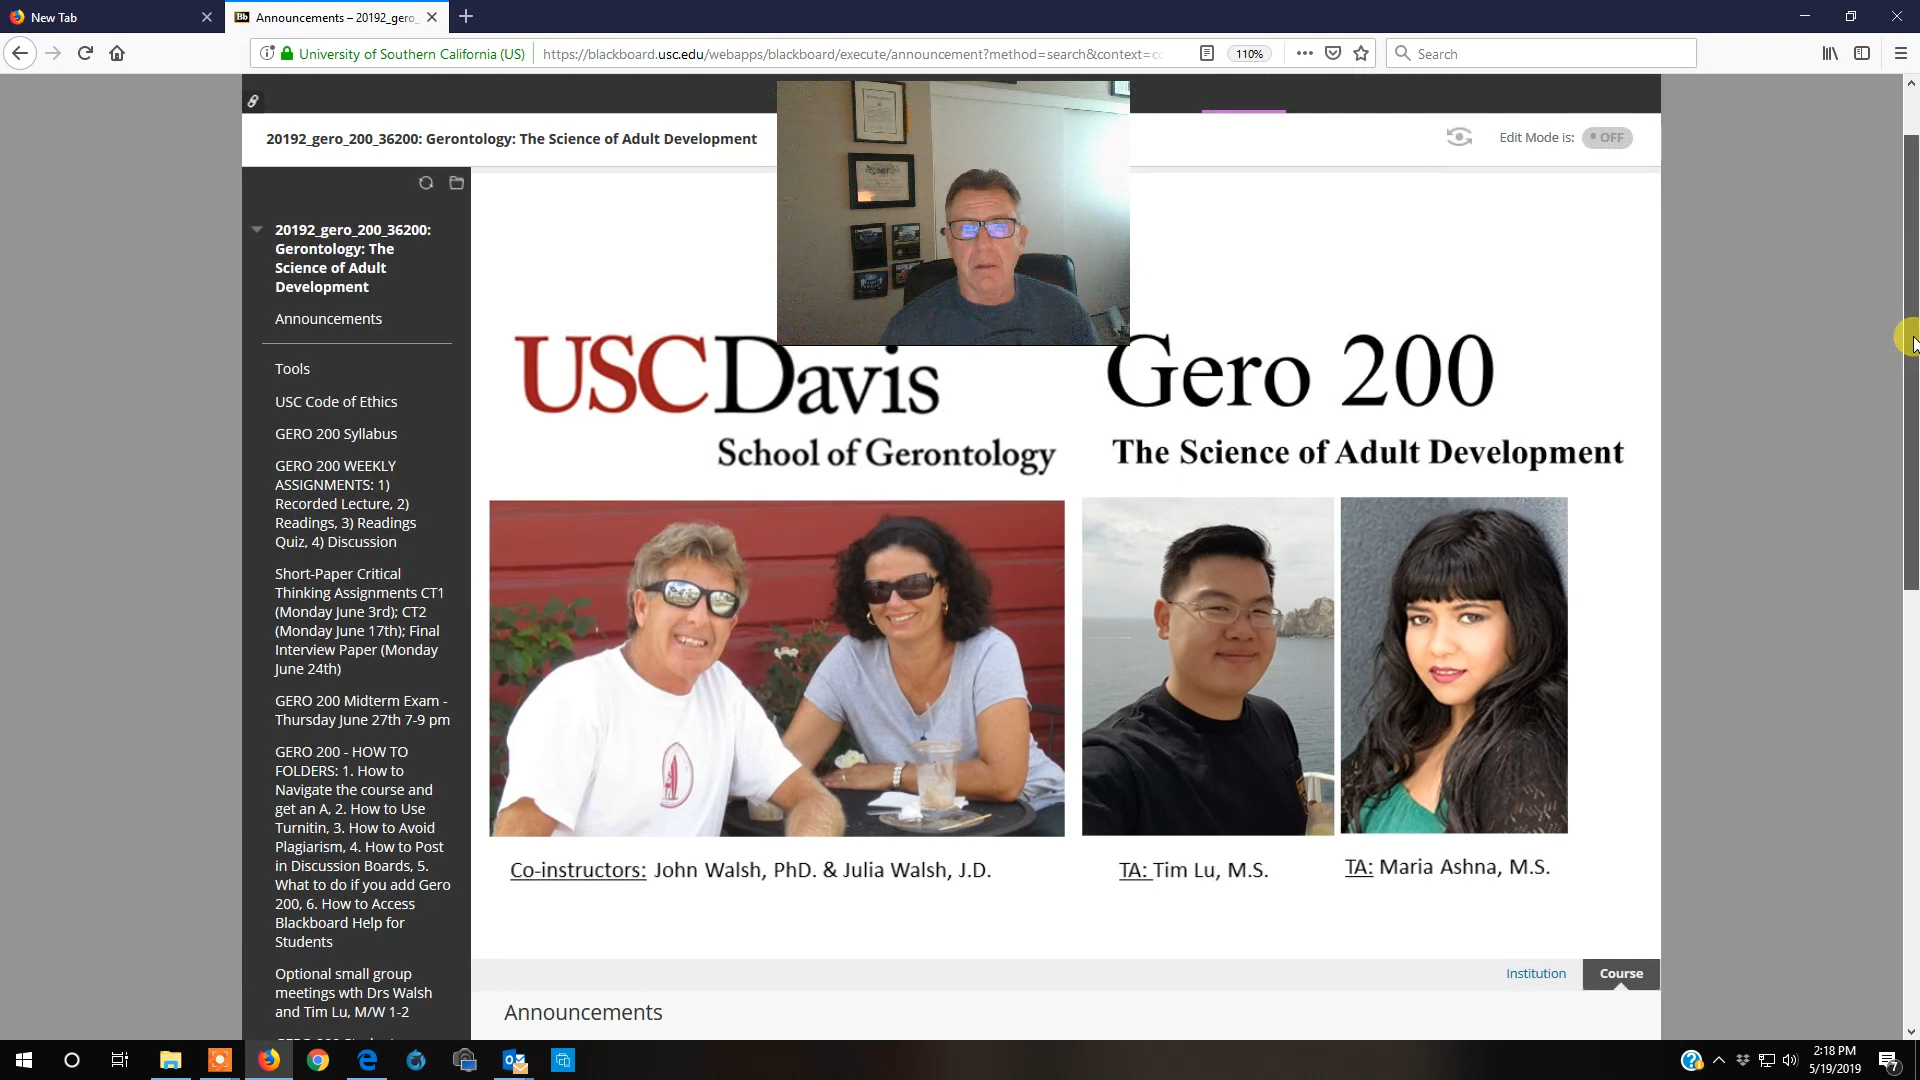 New Tab
Bb Announcements – 20192_gero_
University of Southern California (US)
https://blackboard.usc.edu/webapps/blackboard/execute/announcement?method=search&context=cc
110%
Search
20192_gero_200_36200: Gerontology: The Science of Adult Development
Edit Mode is:
OFF
20192_gero_200_36200:
Gerontology: The
Science of Adult
Development
Announcements
Tools
USC Code of Ethics
GERO 200 Syllabus
GERO 200 WEEKLY
ASSIGNMENTS: 1)
Recorded Lecture, 2)
Readings, 3) Readings
Quiz, 4) Discussion
Short-Paper Critical
Thinking Assignments CT1
(Monday June 3rd); CT2
(Monday June 17th); Final
Interview Paper (Monday
June 24th)
GERO 200 Midterm Exam -
Thursday June 27th 7-9 pm
GERO 200 - HOW TO
FOLDERS: 1. How to
Navigate the course and
get an A, 2. How to Use
Turnitin, 3. How to Avoid
Plagiarism, 4. How to Post
in Discussion Boards, 5.
What to do if you add Gero
200, 6. How to Access
Blackboard Help for
Students
Optional small group
meetings wth Drs Walsh
and Tim Lu, M/W 1-2
USC Davis
School of Gerontology
Gero 200
The Science of Adult Development
Co-instructors: John Walsh, PhD. & Julia Walsh, J.D.
TA: Tim Lu, M.S.
TA: Maria Ashna, M.S.
Institution
Course
Announcements
2:18 PM
5/19/2019
7